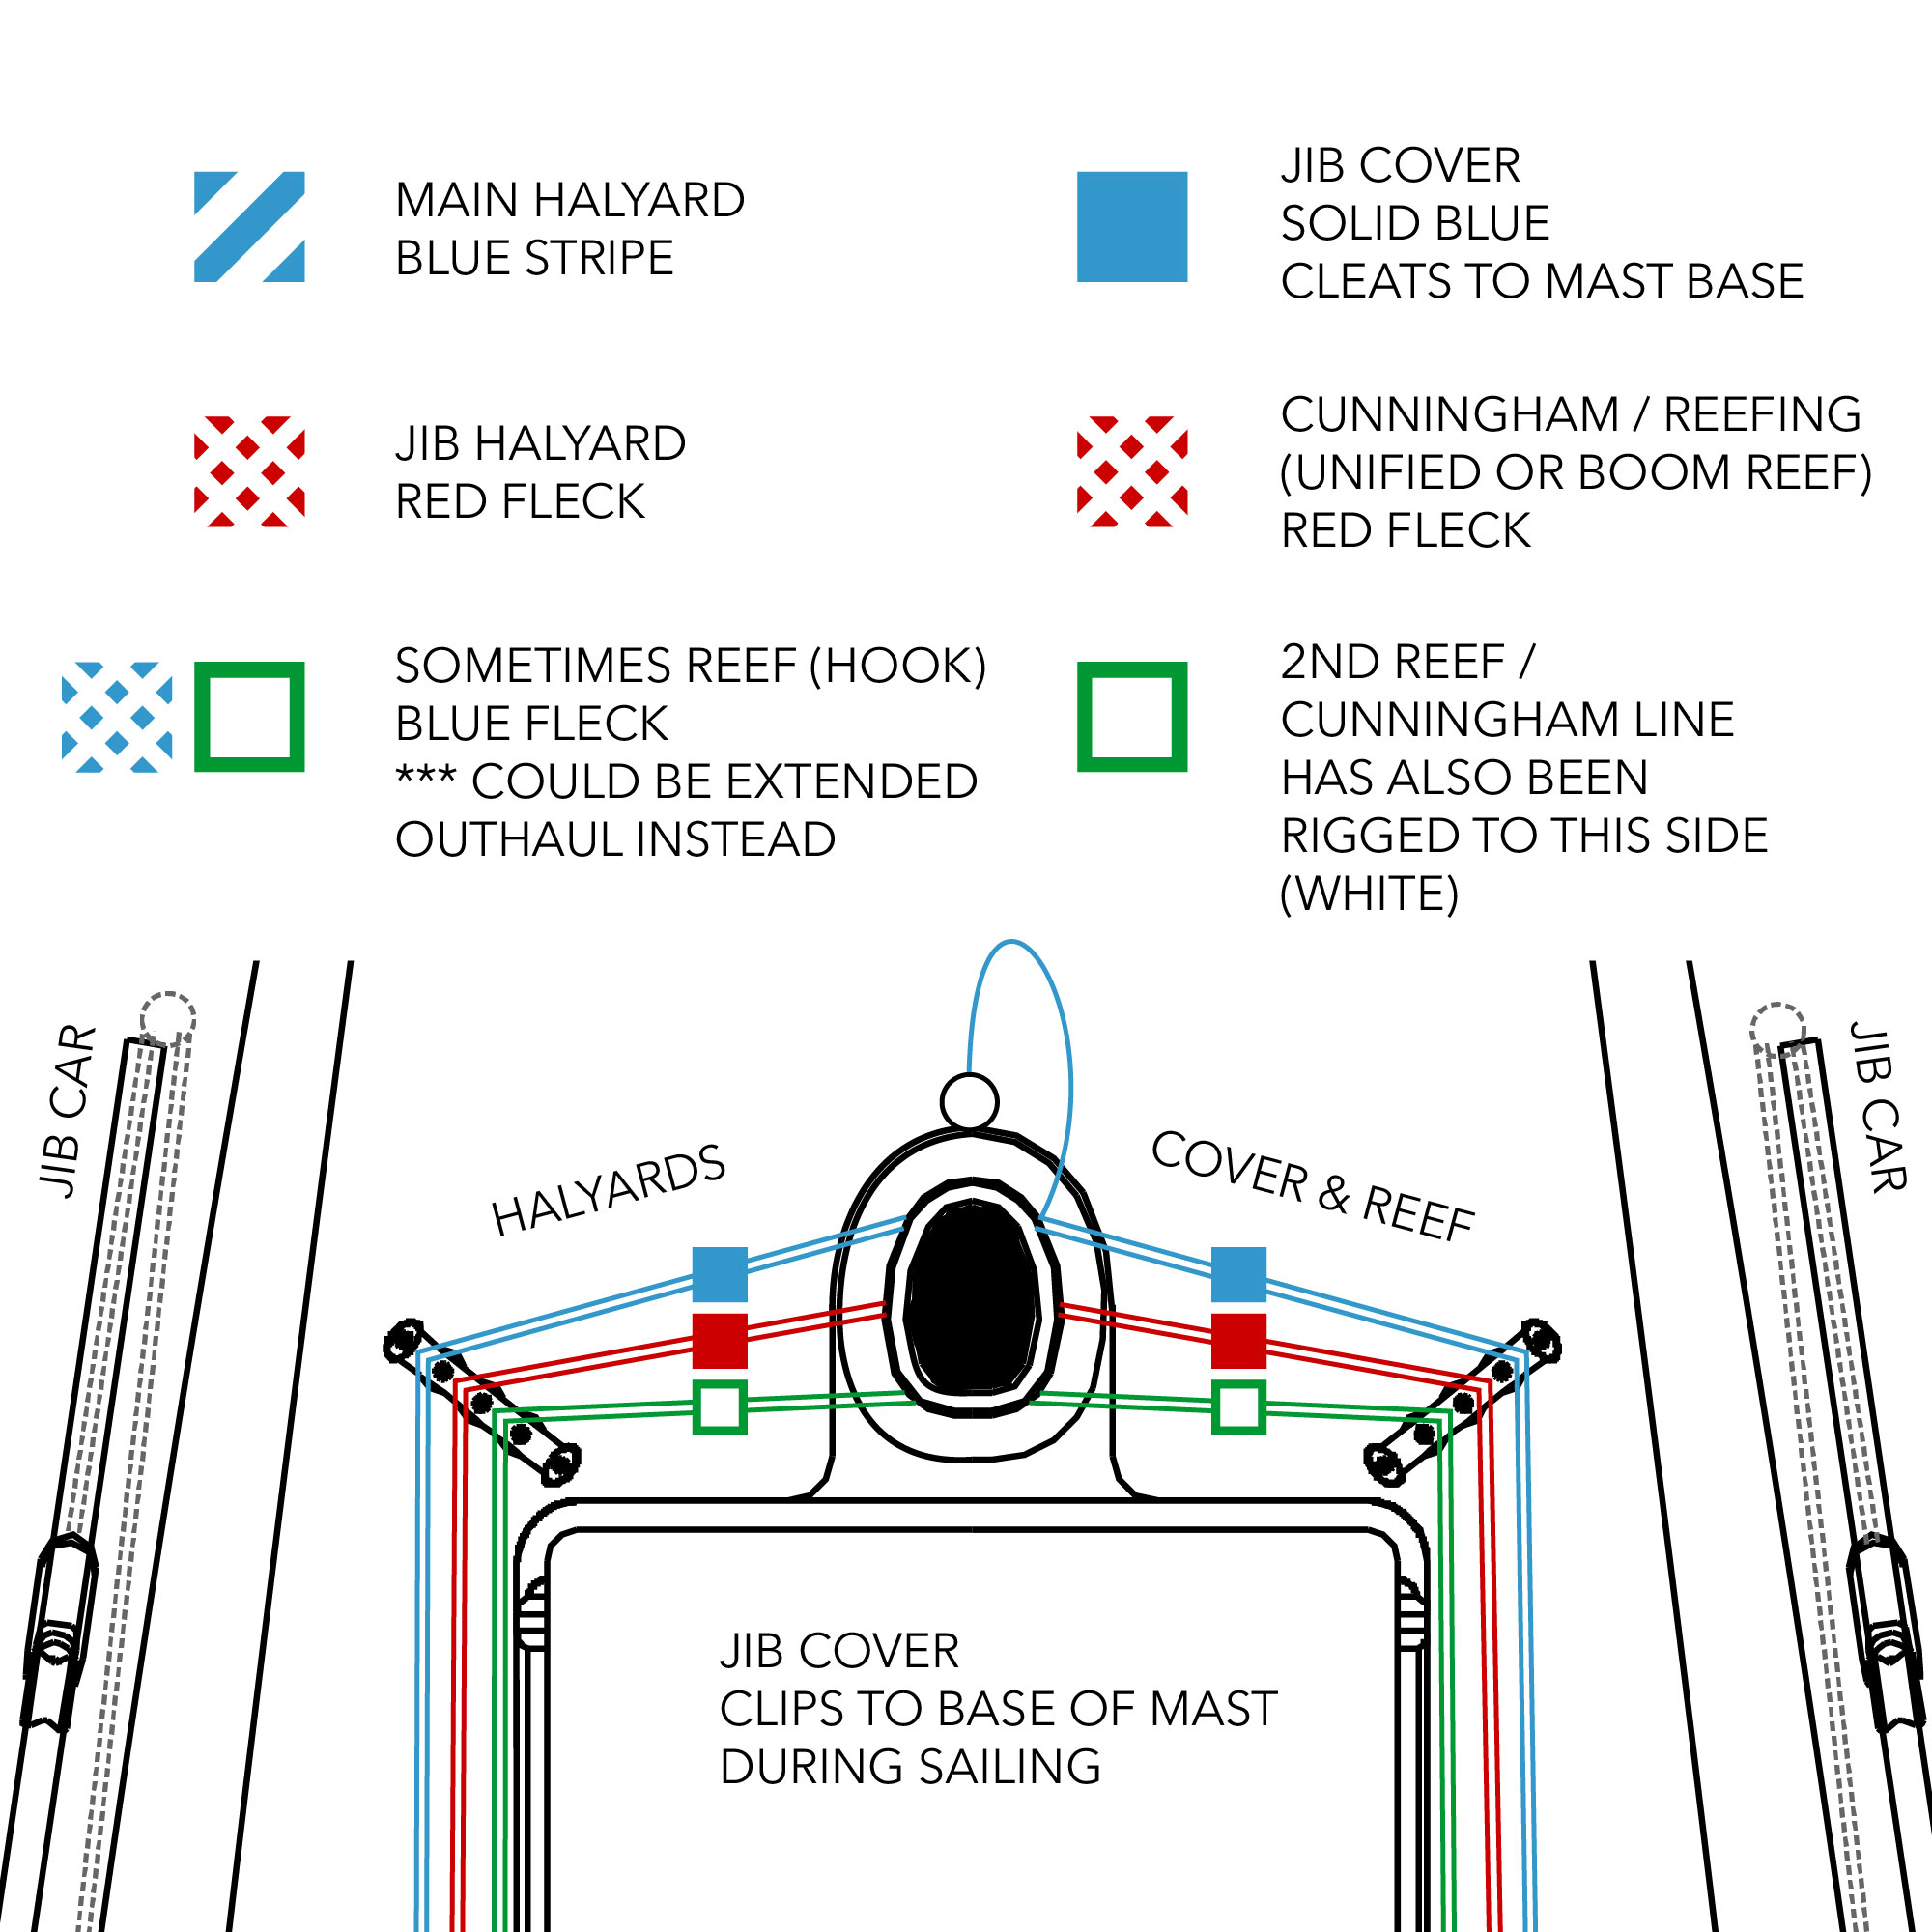 MAIN HALYARD
BLUE STRIPE
JIB COVER
SOLID BLUE
CLEATS TO MAST BASE
JIB HALYARD
RED FLECK
CUNNINGHAM / REEFING
(UNIFIED OR BOOM REEF)
RED FLECK
SOMETIMES REEF (HOOK)
BLUE FLECK
*** COULD BE EXTENDED
OUTHAUL INSTEAD
2ND REEF /
CUNNINGHAM LINE
HAS ALSO BEEN
RIGGED TO THIS SIDE
(WHITE)
JIB CAR
HALYARDS
COVER & REEF
JIB CAR
JIB COVER
CLIPS TO BASE OF MAST
DURING SAILING